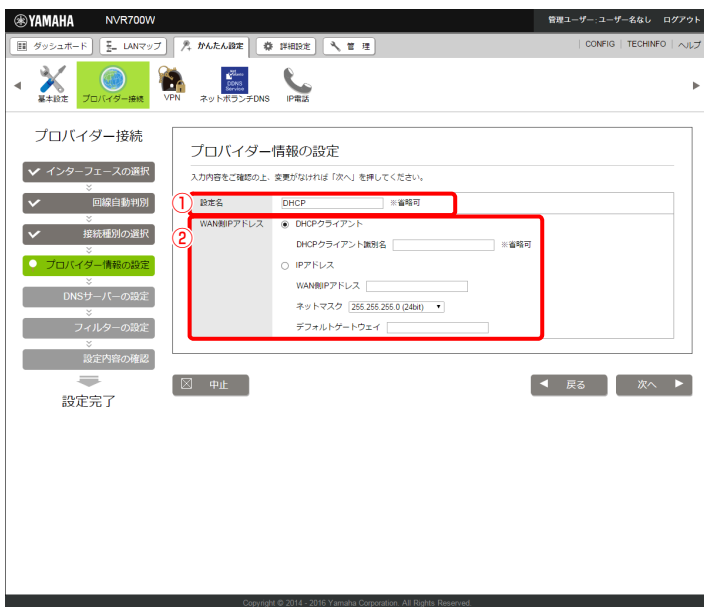 YAMAHA NVR700W 管理ユーザー:ユーザー名なし ログアウト
ダッシュボード LANマップ かんたん設定 詳細設定 管 理 CONFIG TECHINFO ヘルプ
基本設定 プロバイダー接続 VPN ネットボランチDNS IP電話
プロバイダー接続
インターフェースの選択
回線自動判別
接続種別の選択
プロバイダー情報の設定
DNSサーバーの設定
フィルターの設定
設定内容の確認
設定完了
プロバイダー情報の設定
入力内容をご確認の上、変更がなければ「次へ」を押してください。
① 設定名 DHCP ※省略可
② WAN側IPアドレス DHCPクライアント
DHCPクライアント識別名 ※省略可
IPアドレス
WAN側IPアドレス
ネットマスク 255.255.255.0 (24bit)
デフォルトゲートウェイ
中止 戻る 次へ
Copyright © 2014 - 2016 Yamaha Corporation. All Rights Reserved.